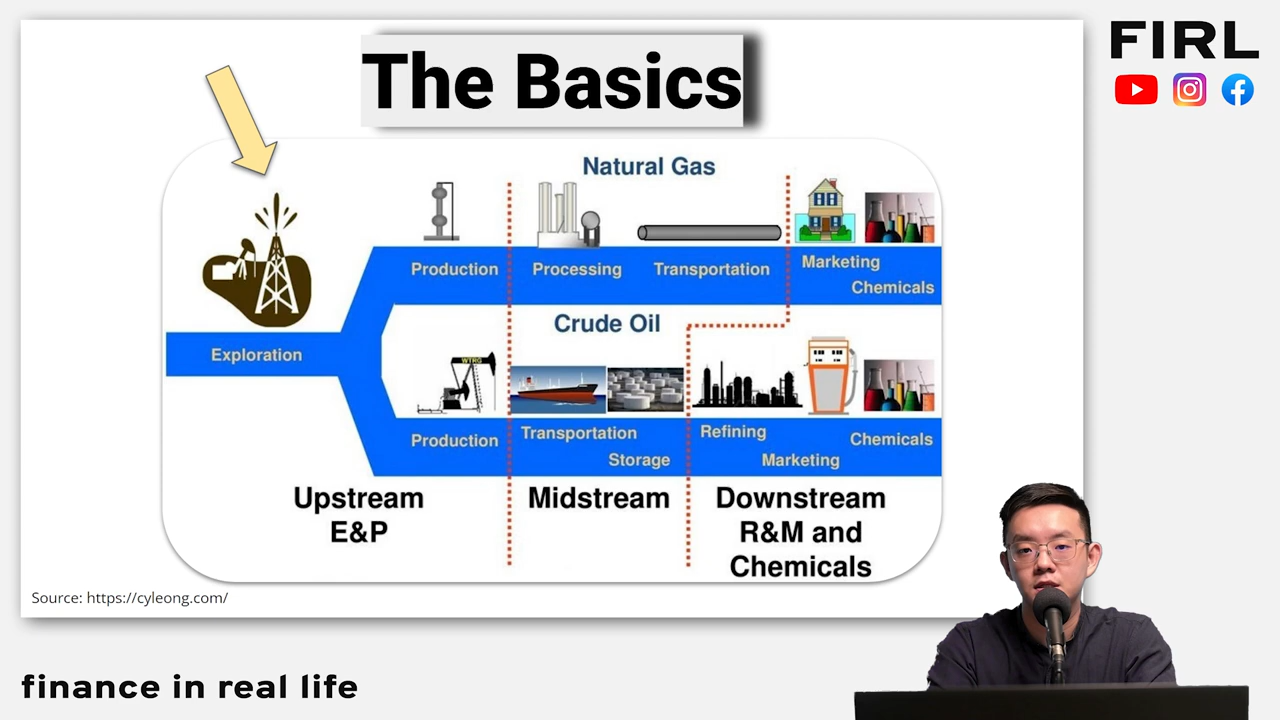 The Basics
FIRL
Natural Gas
Production
Processing
Transportation
Marketing
Chemicals
Exploration
Crude Oil
WTRG
Production
Transportation
Storage
Refining
Marketing
Chemicals
Upstream
E&P
Midstream
Downstream
R&M and
Chemicals
Source: https://cyleong.com/
finance in real life